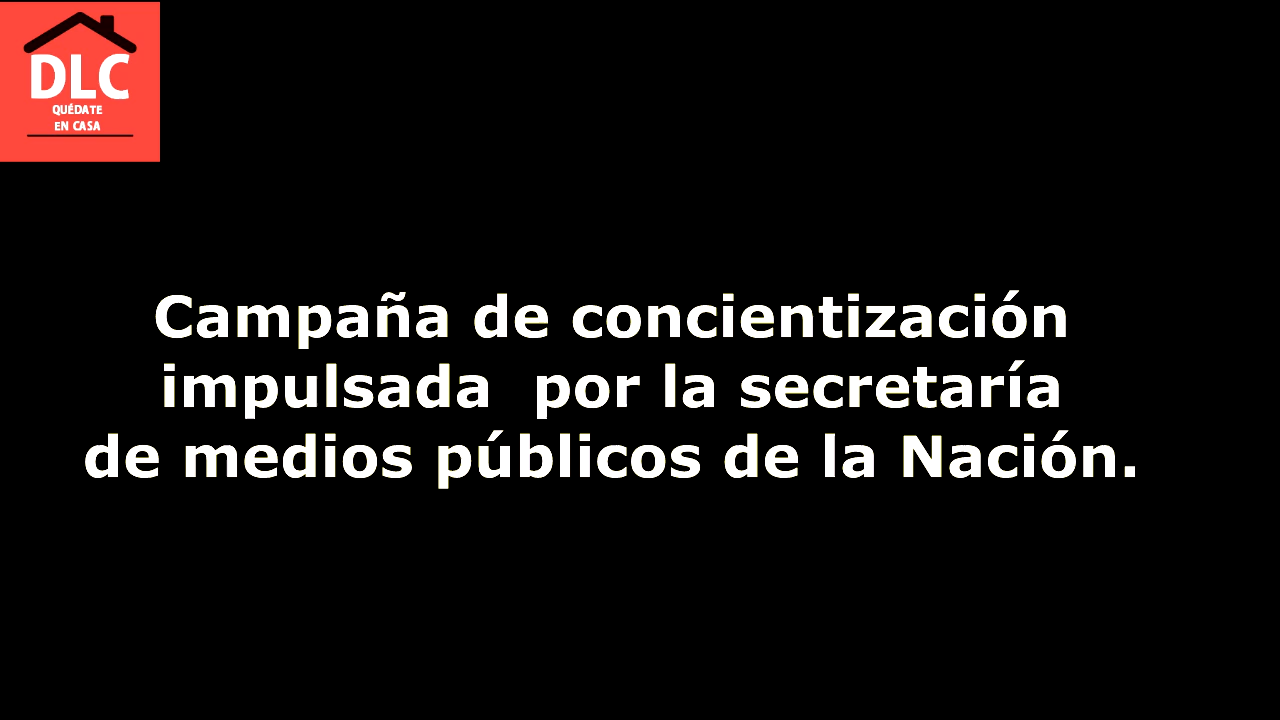 DLC
QUÉDATE
EN CASA
Campaña de concientización
impulsada  por la secretaría
de medios públicos de la Nación.